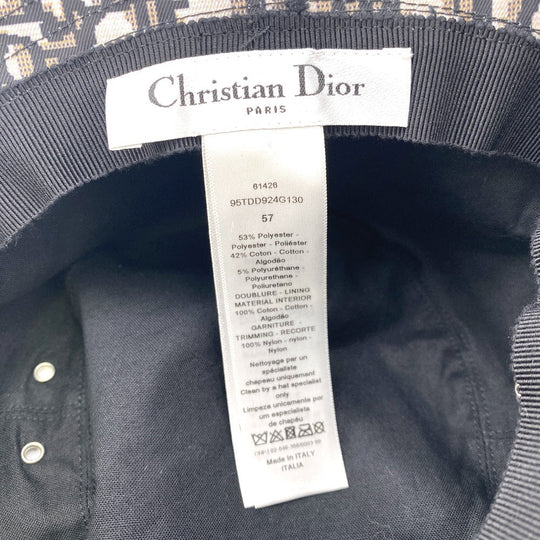 Christian Dior
PARIS
61426
95TDD924G130
57
53% Polyester -
Polyester - Poliéster
42% Coton - Cotton -
Algodão
5% Polyuréthane -
Polyurethane -
Poliuretano
DOUBLURE - LINING
MATERIAL INTERIOR
100% Coton - Cotton -
Algodão
GARNITURE -
TRIMMING - RECORTE
100% Nylon - nylon -
Nylon
Nettoyage par un
spécialiste
chapeau uniquement
Clean by a hat specialist
only
Limpeza unicamente por
um especialista
de chapéu
Made in ITALY
ITALIA